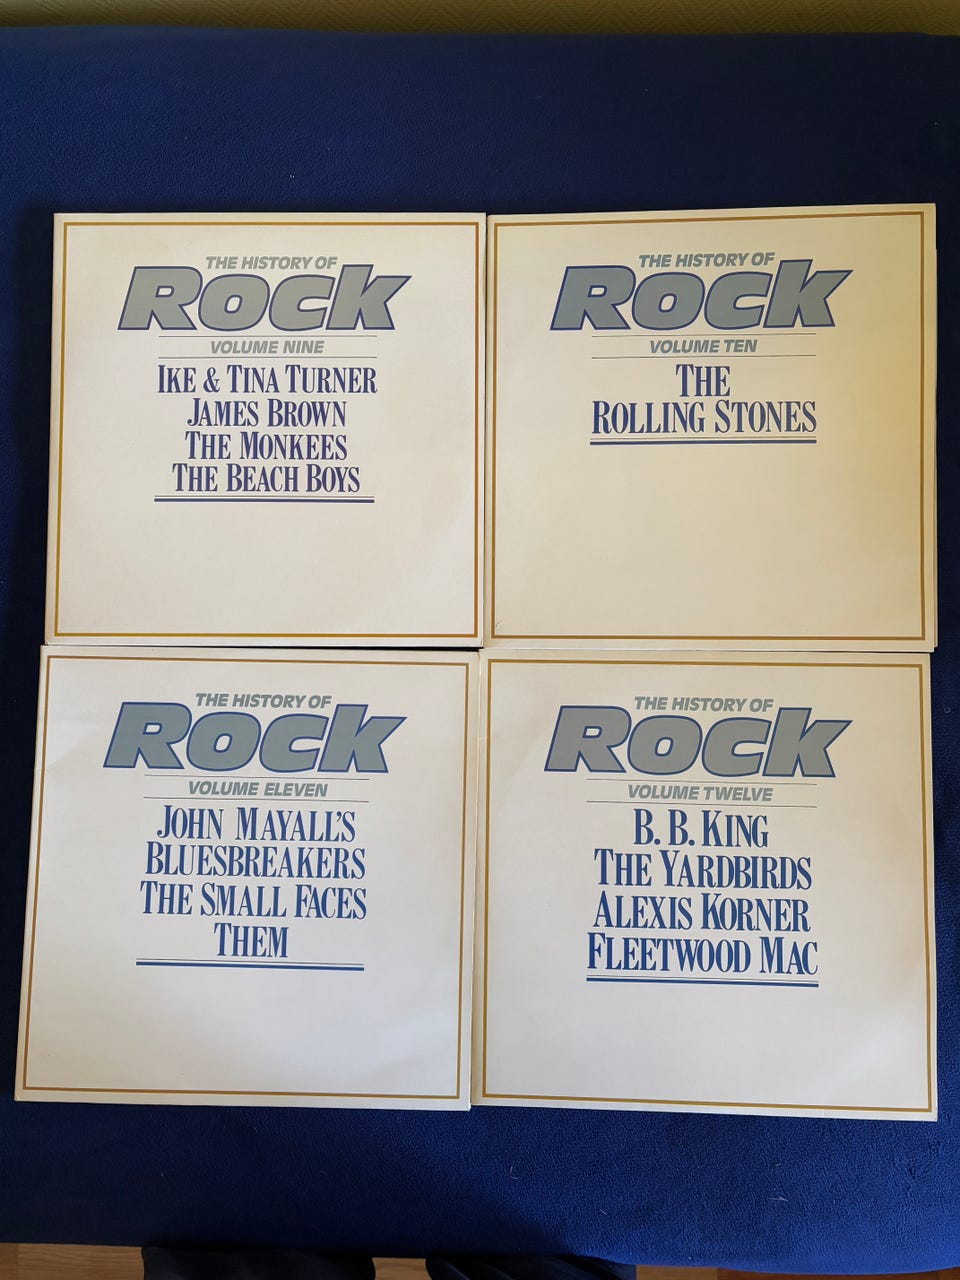 THE HISTORY OF
Rock
VOLUME NINE
IKE & TINA TURNER
JAMES BROWN
THE MONKEES
THE BEACH BOYS
THE HISTORY OF
Rock
VOLUME TEN
THE
ROLLING STONES
THE HISTORY OF
Rock
VOLUME ELEVEN
JOHN MAYALL'S
BLUESBREAKERS
THE SMALL FACES
THEM
THE HISTORY OF
Rock
VOLUME TWELVE
B. B. KING
THE YARDBIRDS
ALEXIS KORNER
FLEETWOOD MAC